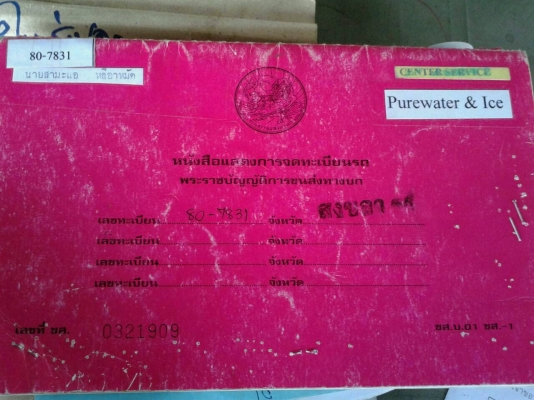 80-7831
นายสามะแอ หรือาหมัด
CENTER SERVICE
Purewater & Ice
หนังสือแสดงการจดทะเบียนรถ
พระราชบัญญัติการขนส่งทางบก
เลขทะเบียน 80-7831 จังหวัด สงขลา
เลขทะเบียน จังหวัด
เลขทะเบียน จังหวัด
เลขทะเบียน จังหวัด
เลขที่ ขส. 0321909
ขส.บ.01 ขส.-1